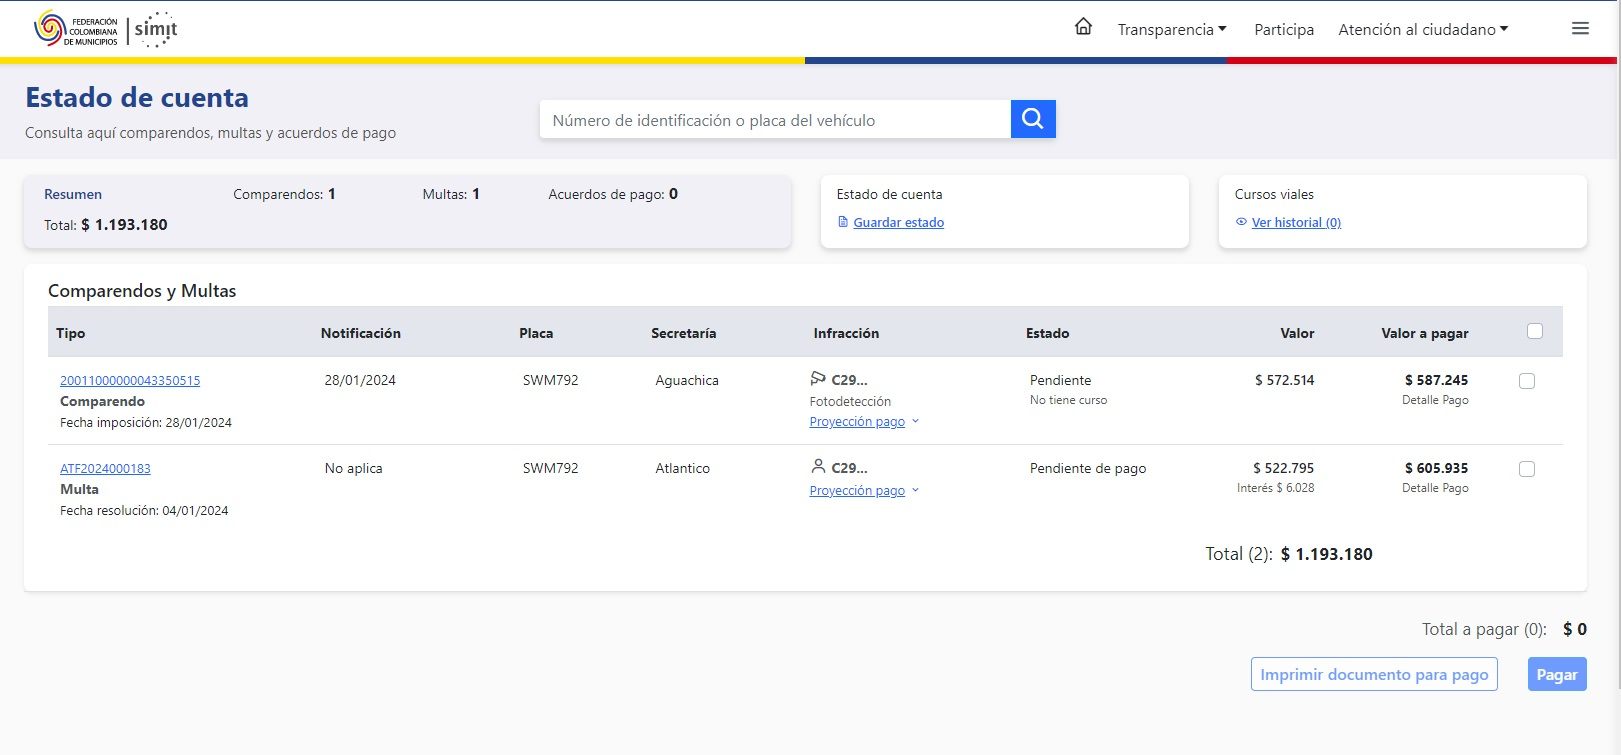 FEDERACIÓN
COLOMBIANA
DE MUNICIPIOS
simit
Transparencia
Participa
Atención al ciudadano
Estado de cuenta
Consulta aquí comparendos, multas y acuerdos de pago
Número de identificación o placa del vehículo
Resumen
Comparendos: 1
Multas: 1
Acuerdos de pago: 0
Total: $ 1.193.180
Estado de cuenta
Guardar estado
Cursos viales
Ver historial (0)
Comparendos y Multas
Tipo Notificación Placa Secretaría Infracción Estado Valor Valor a pagar
20011000000043350515 28/01/2024 SWM792 Aguachica C29... Pendiente $ 572.514 $ 587.245
Comparendo Fotodetección No tiene curso Detalle Pago
Fecha imposición: 28/01/2024 Proyección pago
ATF2024000183 No aplica SWM792 Atlantico C29... Pendiente de pago $ 522.795 $ 605.935
Multa Proyección pago Interés $ 6.028 Detalle Pago
Fecha resolución: 04/01/2024
Total (2): $ 1.193.180
Total a pagar (0): $ 0
Imprimir documento para pago
Pagar